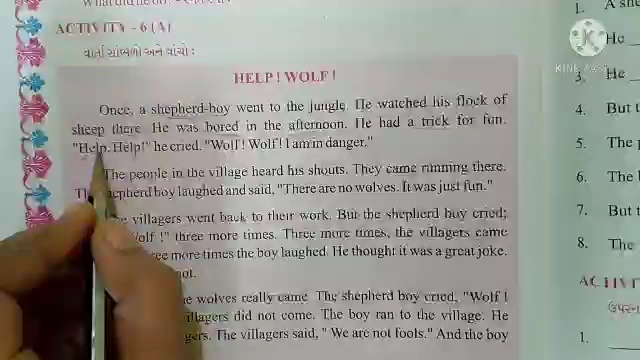 ACTIVITY - 6 (A)
વાર્તા સાંભળો અને વાંચો :
HELP! WOLF!
Once, a shepherd-boy went to the jungle. He watched his flock of
sheep there. He was bored in the afternoon. He had a trick for fun.
"Help. Help!" he cried. "Wolf! Wolf! I am in danger."
The people in the village heard his shouts. They came running there.
shepherd boy laughed and said, "There are no wolves. It was just fun."
villagers went back to their work. But the shepherd boy cried;
Wolf !" three more times. Three more times, the villagers came
three more times the boy laughed. He thought it was a great joke.
not.
wolves really came. The shepherd boy cried, "Wolf !
villagers did not come. The boy ran to the village. He
The villagers said, " We are not fools." And the boy
1. A she
He
3. He
4. But t
5. The p
6. The
7. But t
8. The
ACTIV
1.
KINE